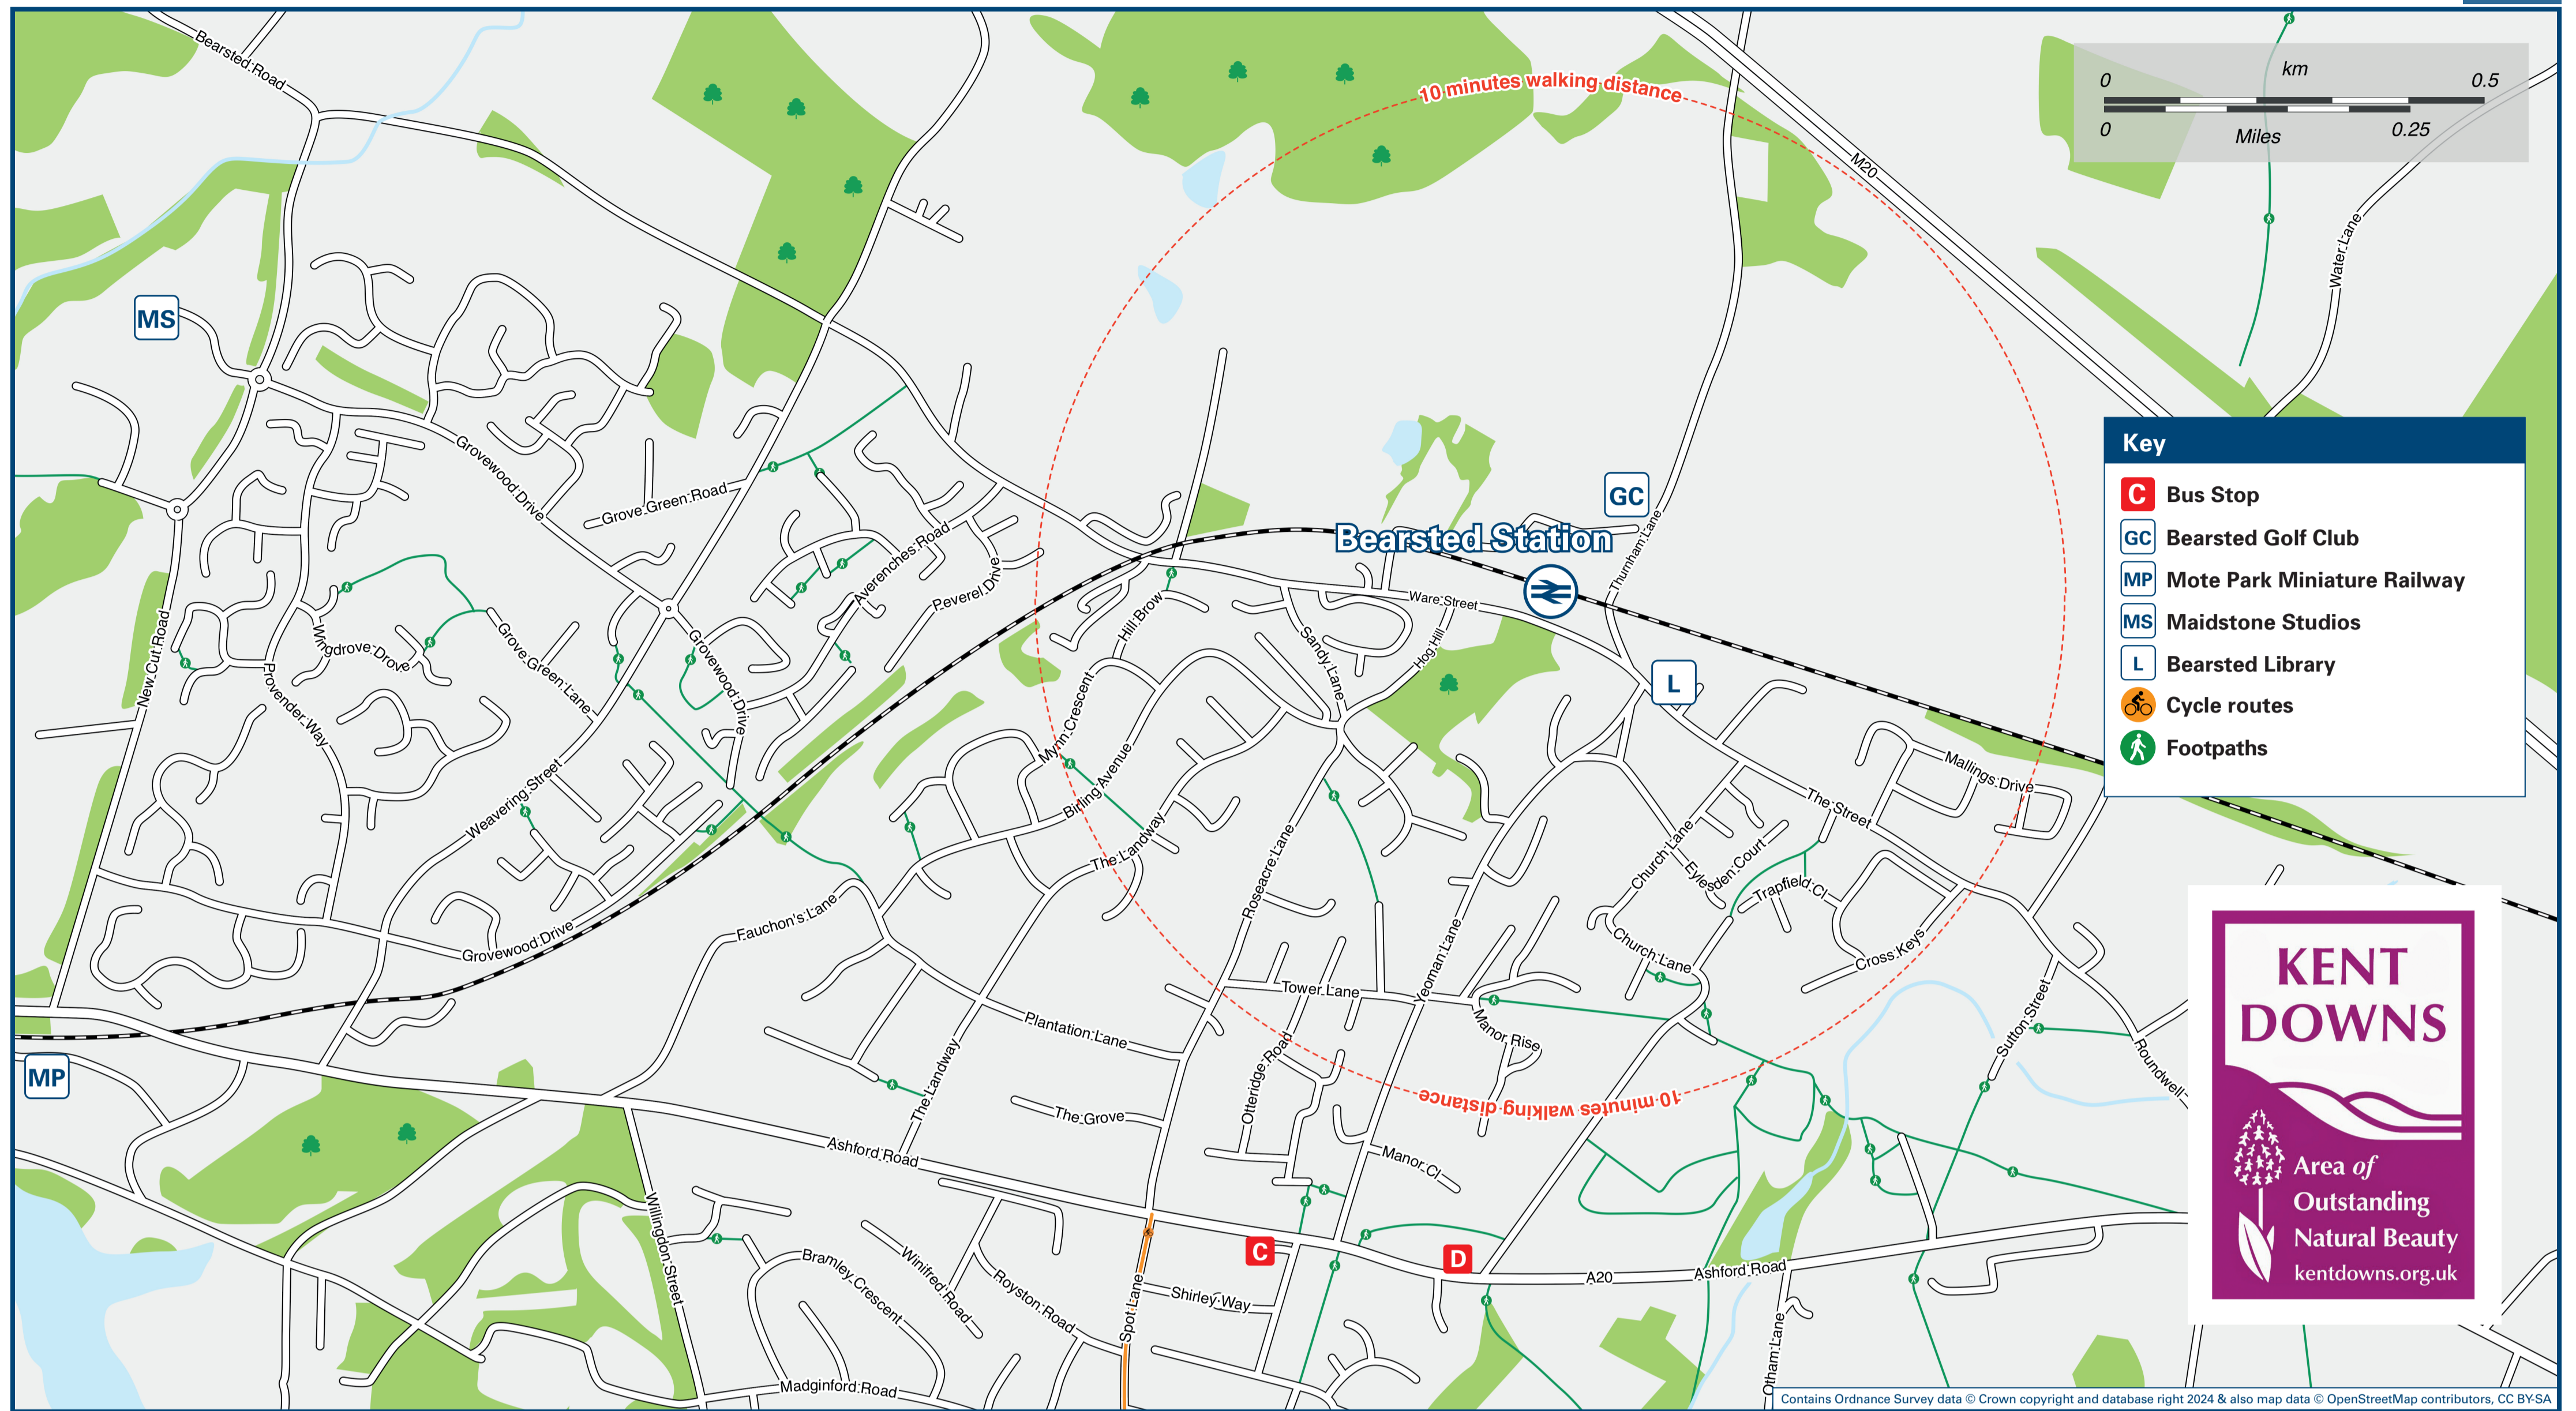 Bearsted Road
10 minutes walking distance
km
0
0.5
0
0.25
Miles
M20
Water Lane
MS
Grovewood Drive
Grove Green Road
GC
Bearsted Station
Thurnham Lane
Averenches Road
Peverel Drive
Ware Street
Hill Brow
Hog Hill
Sandy Lane
New Cut Road
Wingdrove Drove
Grove Green Lane
Grovewood Drive
Provender Way
L
Mynn Crescent
Birling Avenue
Weavering Street
The Landway
Mallings Drive
The Street
Church Lane
Eylesden Court
Trapfield Cl
Roseacre Lane
Fauchon's Lane
Grovewood Drive
Yeoman Lane
Church Lane
Cross Keys
Tower Lane
Plantation Lane
Manor Rise
Sutton Street
Roundwell
MP
The Landway
Otteridge Road
The Grove
10 minutes walking distance
Ashford Road
Manor Cl
Willingdon Street
C
D
A20
Ashford Road
Bramley Crescent
Winifred Road
Royston Road
Spot Lane
Shirley Way
Otham Lane
Madginford Road
Key
C Bus Stop
GC Bearsted Golf Club
MP Mote Park Miniature Railway
MS Maidstone Studios
L Bearsted Library
Cycle routes
Footpaths
KENT
DOWNS
Area of
Outstanding
Natural Beauty
kentdowns.org.uk
Contains Ordnance Survey data © Crown copyright and database right 2024 & also map data © OpenStreetMap contributors, CC BY-SA